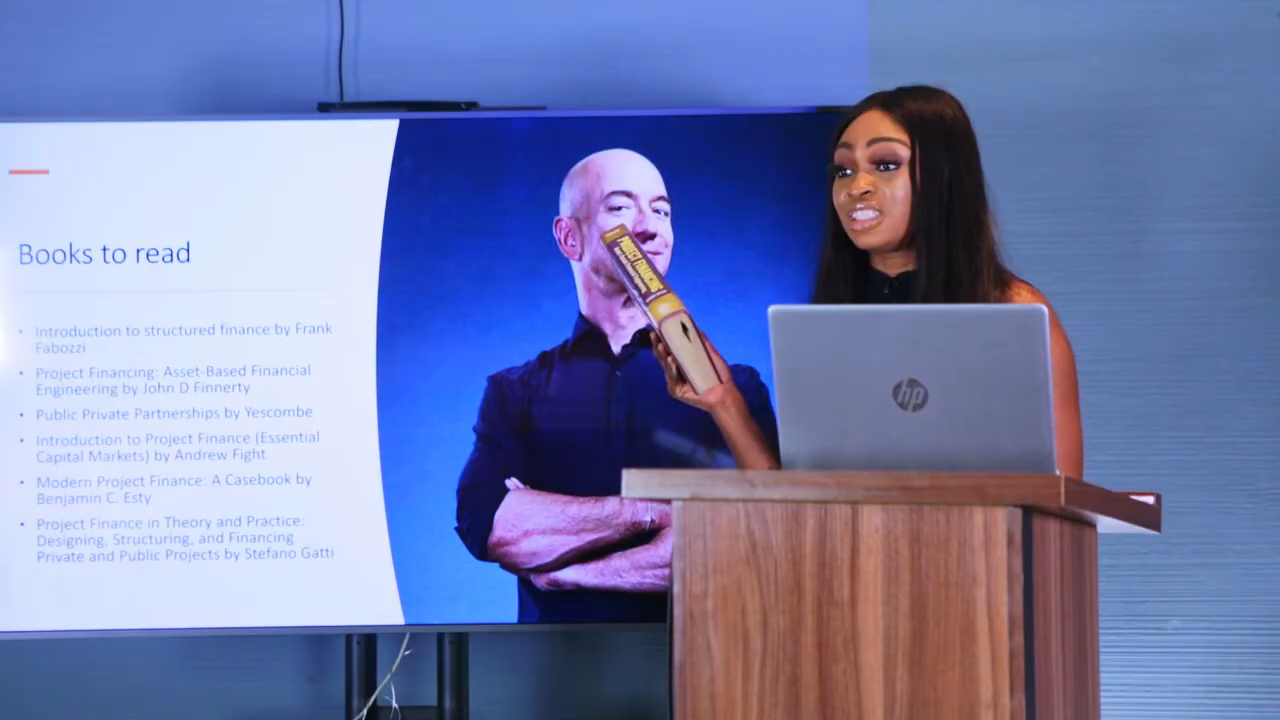 Books to read
• Introduction to structured finance by Frank
Fabozzi
• Project Financing: Asset-Based Financial
Engineering by John D Finnerty
• Public Private Partnerships by Yescombe
• Introduction to Project Finance (Essential
Capital Markets) by Andrew Fight
• Modern Project Finance: A Casebook by
Benjamin C. Esty
• Project Finance in Theory and Practice:
Designing, Structuring, and Financing
Private and Public Projects by Stefano Gatti
PROJECT FINANCING
hp